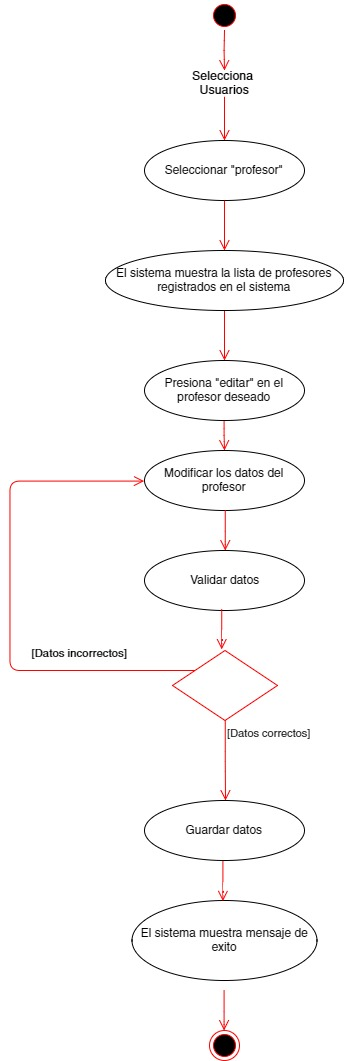 Selecciona
Usuarios
Seleccionar "profesor"
El sistema muestra la lista de profesores
registrados en el sistema
Presiona "editar" en el
profesor deseado
Modificar los datos del
profesor
Validar datos
[Datos incorrectos]
[Datos correctos]
Guardar datos
El sistema muestra mensaje de
exito